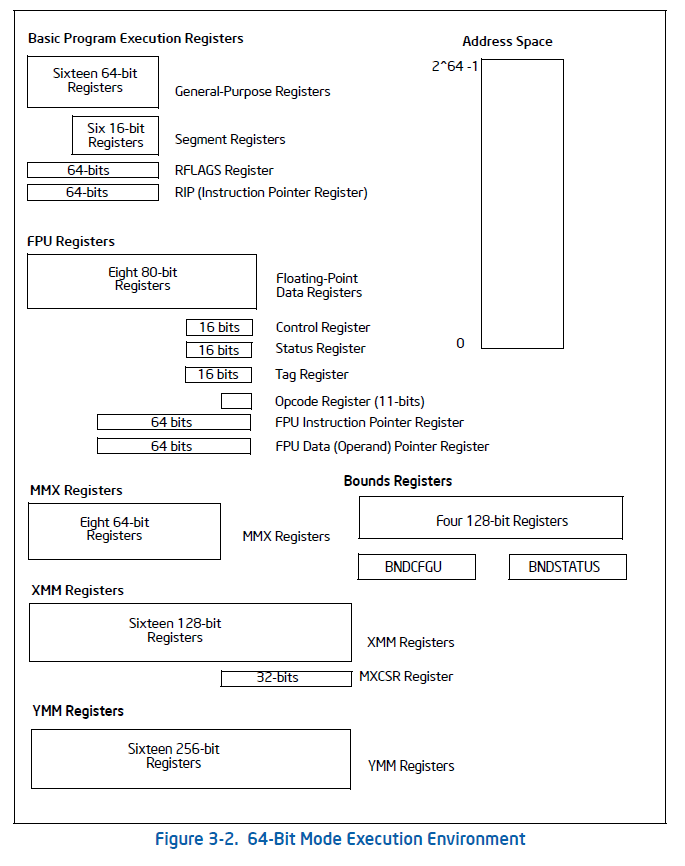 Basic Program Execution Registers
Address Space
2^64 -1
Sixteen 64-bit
Registers
General-Purpose Registers
Six 16-bit
Registers
Segment Registers
64-bits
RFLAGS Register
64-bits
RIP (Instruction Pointer Register)
FPU Registers
Eight 80-bit
Registers
Floating-Point
Data Registers
16 bits
Control Register
16 bits
Status Register
0
16 bits
Tag Register
Opcode Register (11-bits)
64 bits
FPU Instruction Pointer Register
64 bits
FPU Data (Operand) Pointer Register
MMX Registers
Eight 64-bit
Registers
MMX Registers
Bounds Registers
Four 128-bit Registers
BNDCFGU
BNDSTATUS
XMM Registers
Sixteen 128-bit
Registers
XMM Registers
32-bits
MXCSR Register
YMM Registers
Sixteen 256-bit
Registers
YMM Registers
Figure 3-2. 64-Bit Mode Execution Environment